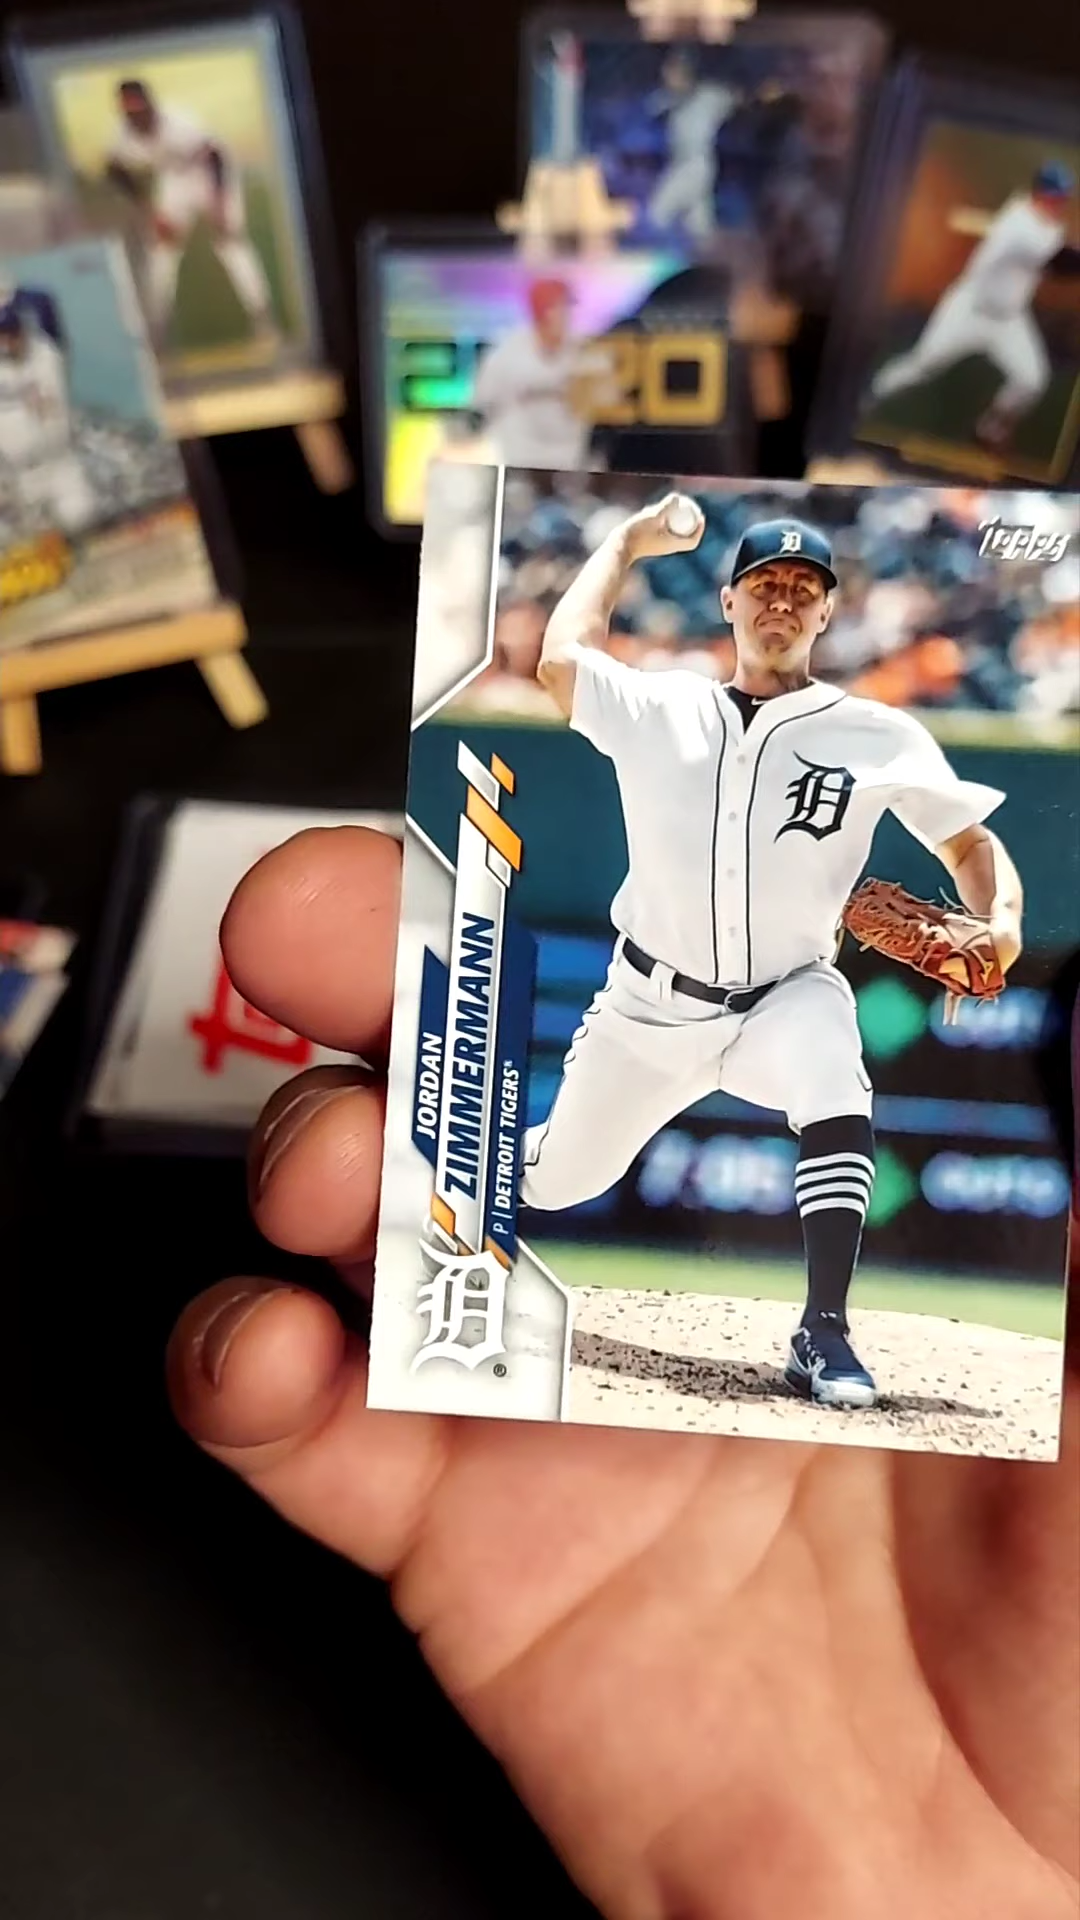 20
Topps
D
D
JORDAN
ZIMMERMANN
P | DETROIT TIGERS®
D®